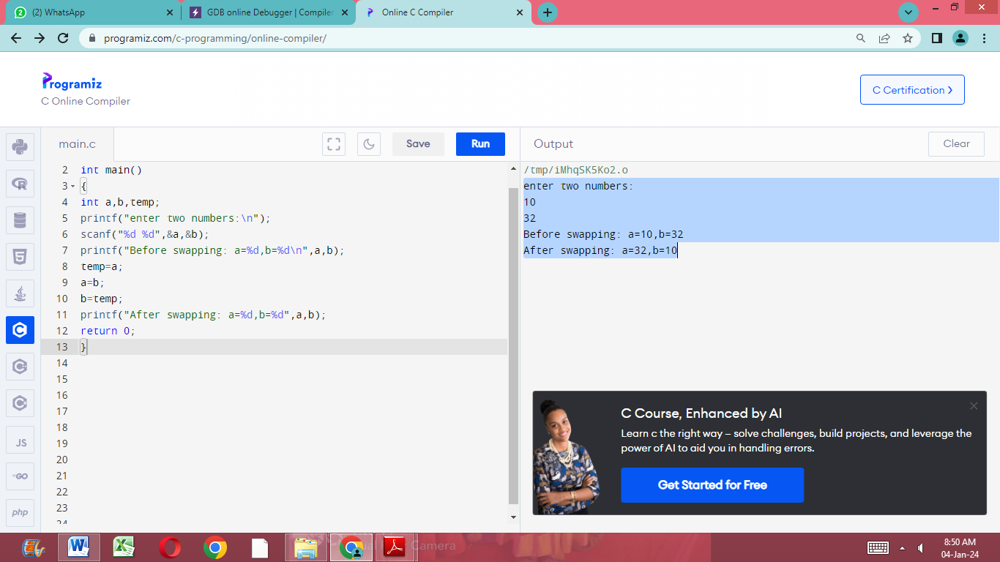 (2) WhatsApp
GDB online Debugger | Compiler
Online C Compiler
programiz.com/c-programming/online-compiler/
Programiz
C Online Compiler
C Certification >
main.c
Save
Run
Output
Clear
2 int main()
3 {
4 int a,b,temp;
5 printf("enter two numbers:\n");
6 scanf("%d %d",&a,&b);
7 printf("Before swapping: a=%d,b=%d\n",a,b);
8 temp=a;
9 a=b;
10 b=temp;
11 printf("After swapping: a=%d,b=%d",a,b);
12 return 0;
13 }
14
15
16
17
18
19
20
21
22
23
24
/tmp/iMhqSK5Ko2.o
enter two numbers:
10
32
Before swapping: a=10,b=32
After swapping: a=32,b=10
JS
GO
php
C Course, Enhanced by AI
Learn c the right way – solve challenges, build projects, and leverage the
power of AI to aid you in handling errors.
Get Started for Free
Camera
8:50 AM
04-Jan-24